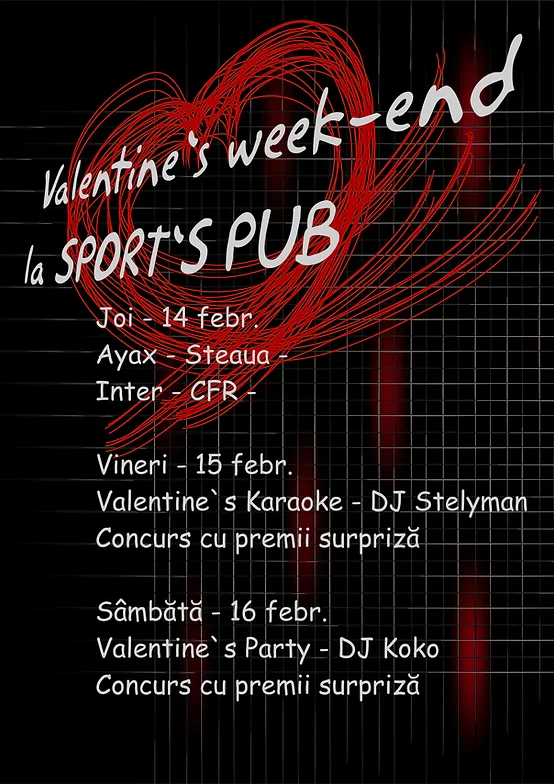 Valentine`s week-end
la SPORT`S PUB
Joi - 14 febr.
Ayax - Steaua -
Inter - CFR -
Vineri - 15 febr.
Valentine`s Karaoke - DJ Stelyman
Concurs cu premii surpriză
Sâmbătă - 16 febr.
Valentine`s Party - DJ Koko
Concurs cu premii surpriză